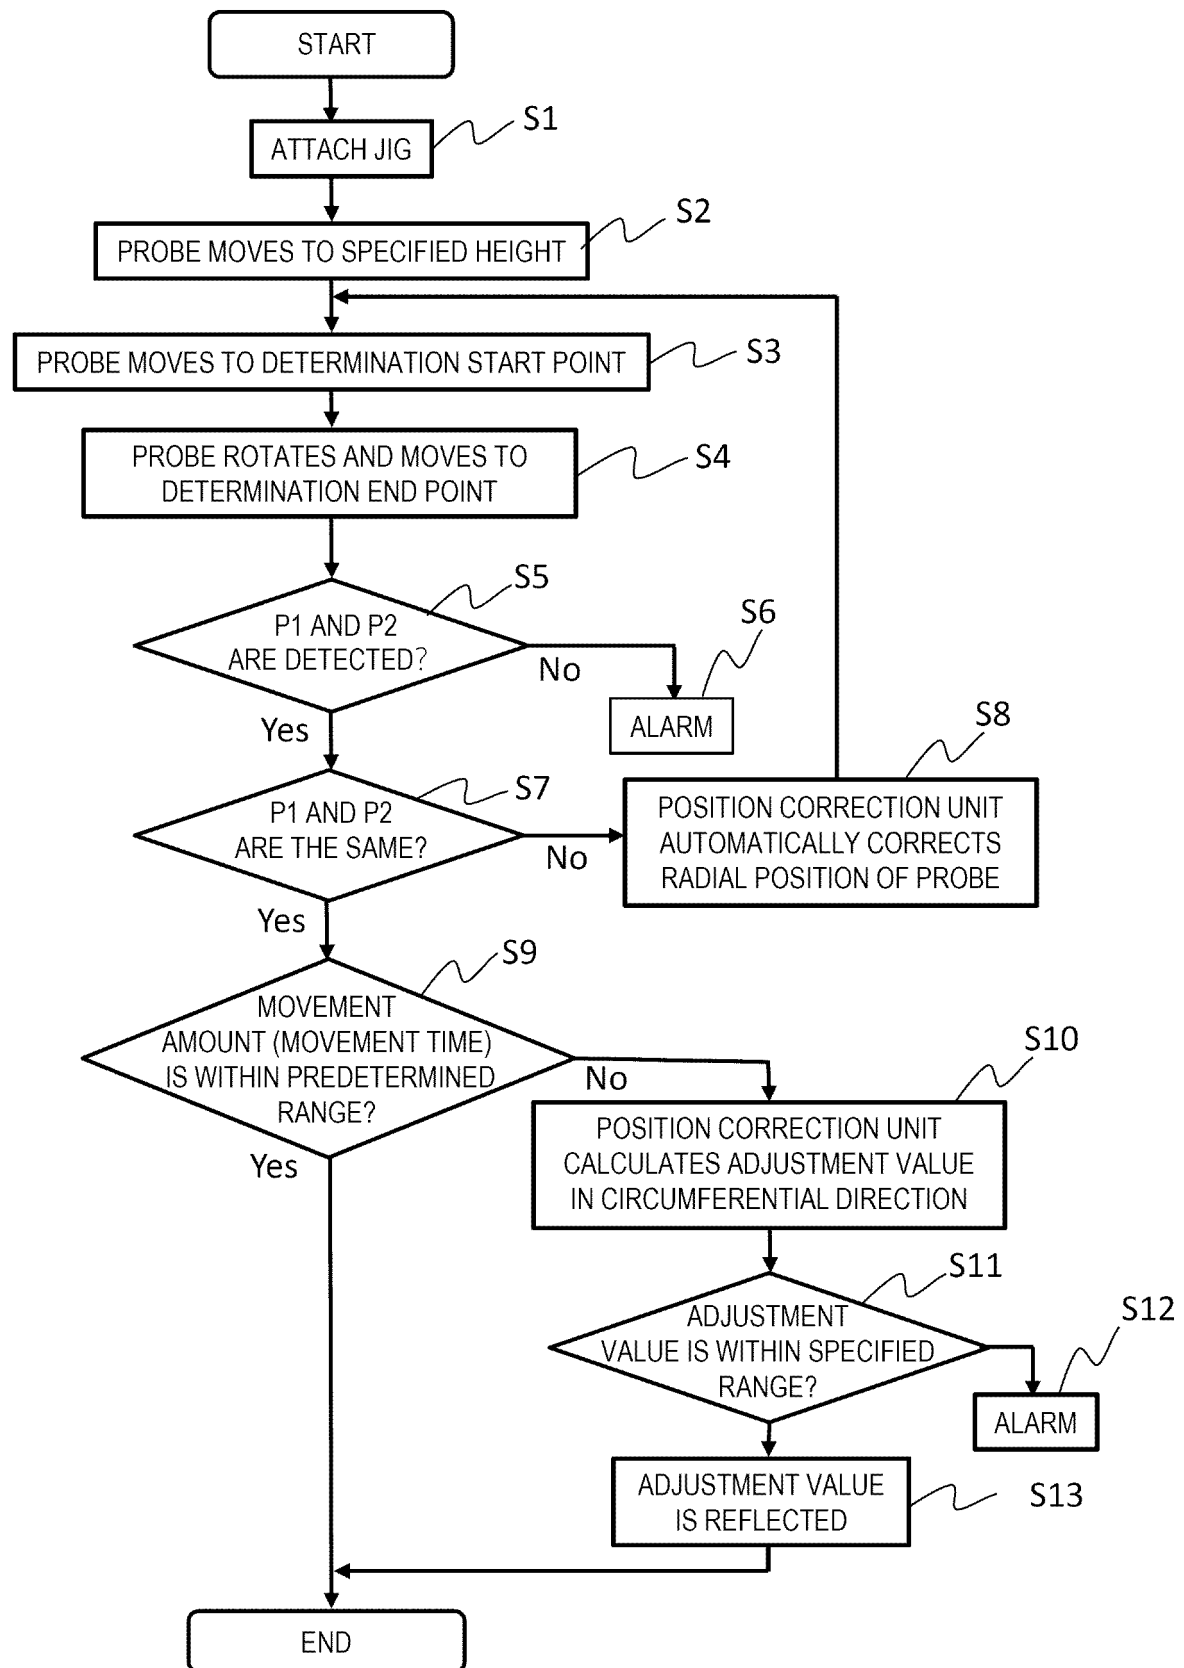 START
S1
ATTACH JIG
S2
PROBE MOVES TO SPECIFIED HEIGHT
S3
PROBE MOVES TO DETERMINATION START POINT
S4
PROBE ROTATES AND MOVES TO
DETERMINATION END POINT
S5
P1 AND P2
ARE DETECTED?
No
Yes
S6
ALARM
S7
P1 AND P2
ARE THE SAME?
No
Yes
S8
POSITION CORRECTION UNIT
AUTOMATICALLY CORRECTS
RADIAL POSITION OF PROBE
S9
MOVEMENT
AMOUNT (MOVEMENT TIME)
IS WITHIN PREDETERMINED
RANGE?
No
Yes
S10
POSITION CORRECTION UNIT
CALCULATES ADJUSTMENT VALUE
IN CIRCUMFERENTIAL DIRECTION
S11
ADJUSTMENT
VALUE IS WITHIN SPECIFIED
RANGE?
S12
ALARM
S13
ADJUSTMENT VALUE
IS REFLECTED
END